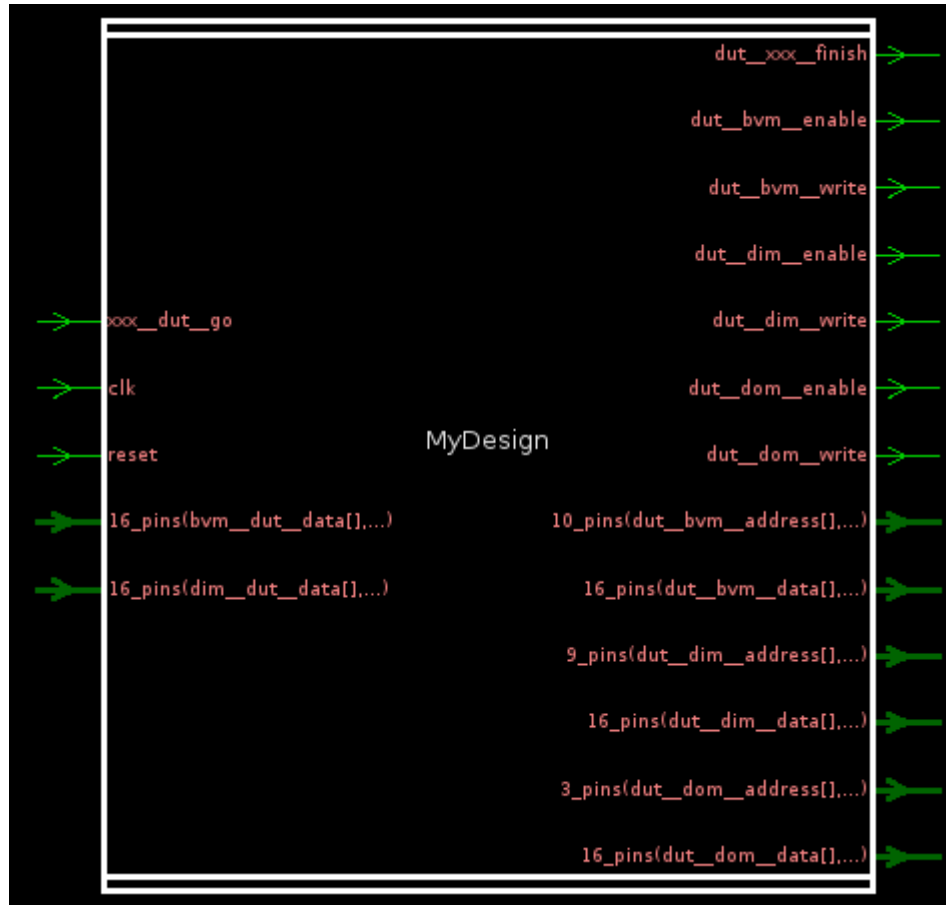 dut__xxx__finish
dut__bvm__enable
dut__bvm__write
dut__dim__enable
xxx__dut__go
dut__dim__write
clk
dut__dom__enable
MyDesign
reset
dut__dom__write
16_pins(bvm__dut__data[],...)
10_pins(dut__bvm__address[],...)
16_pins(dim__dut__data[],...)
16_pins(dut__bvm__data[],...)
9_pins(dut__dim__address[],...)
16_pins(dut__dim__data[],...)
3_pins(dut__dom__address[],...)
16_pins(dut__dom__data[],...)